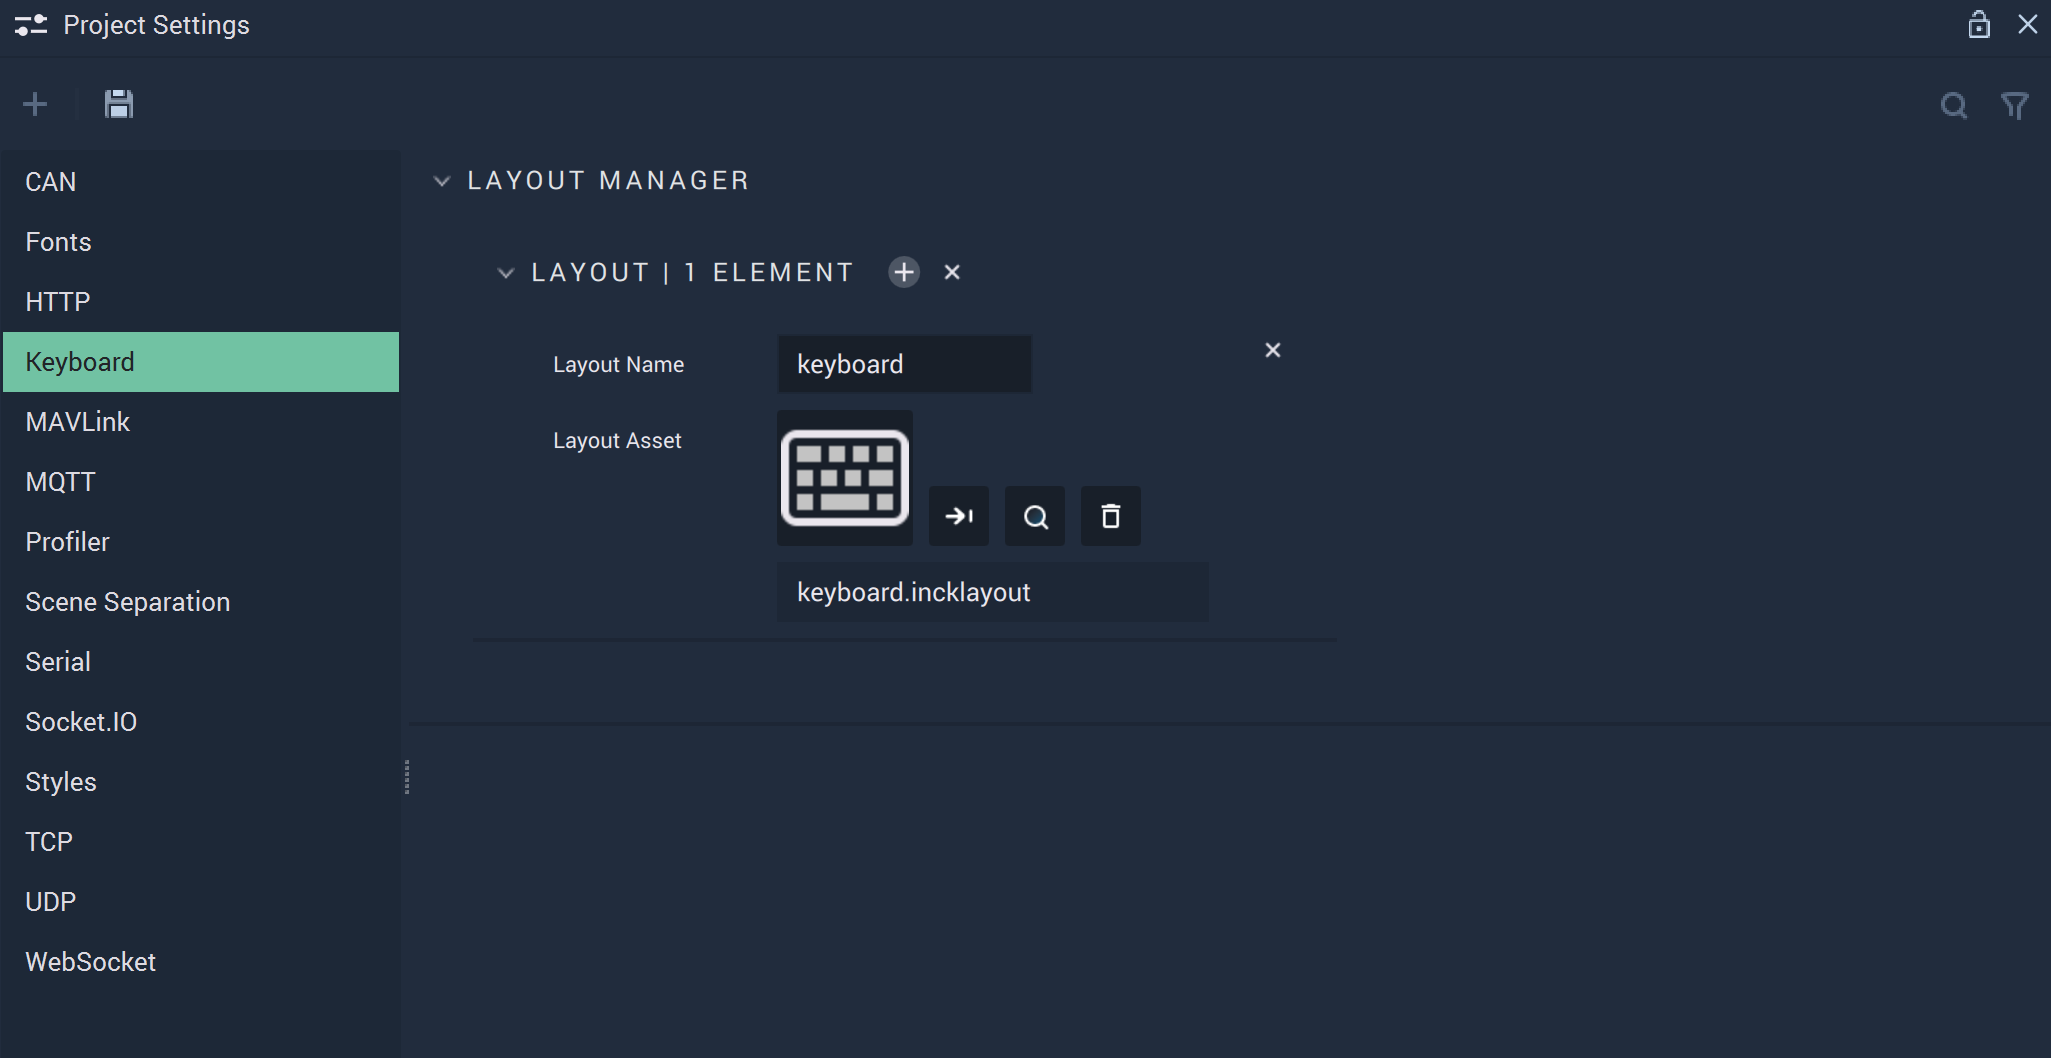 Project Settings
CAN
Fonts
HTTP
Keyboard
MAVLink
MQTT
Profiler
Scene Separation
Serial
Socket.IO
Styles
TCP
UDP
WebSocket
LAYOUT MANAGER
LAYOUT | 1 ELEMENT
Layout Name
keyboard
Layout Asset
keyboard.incklayout